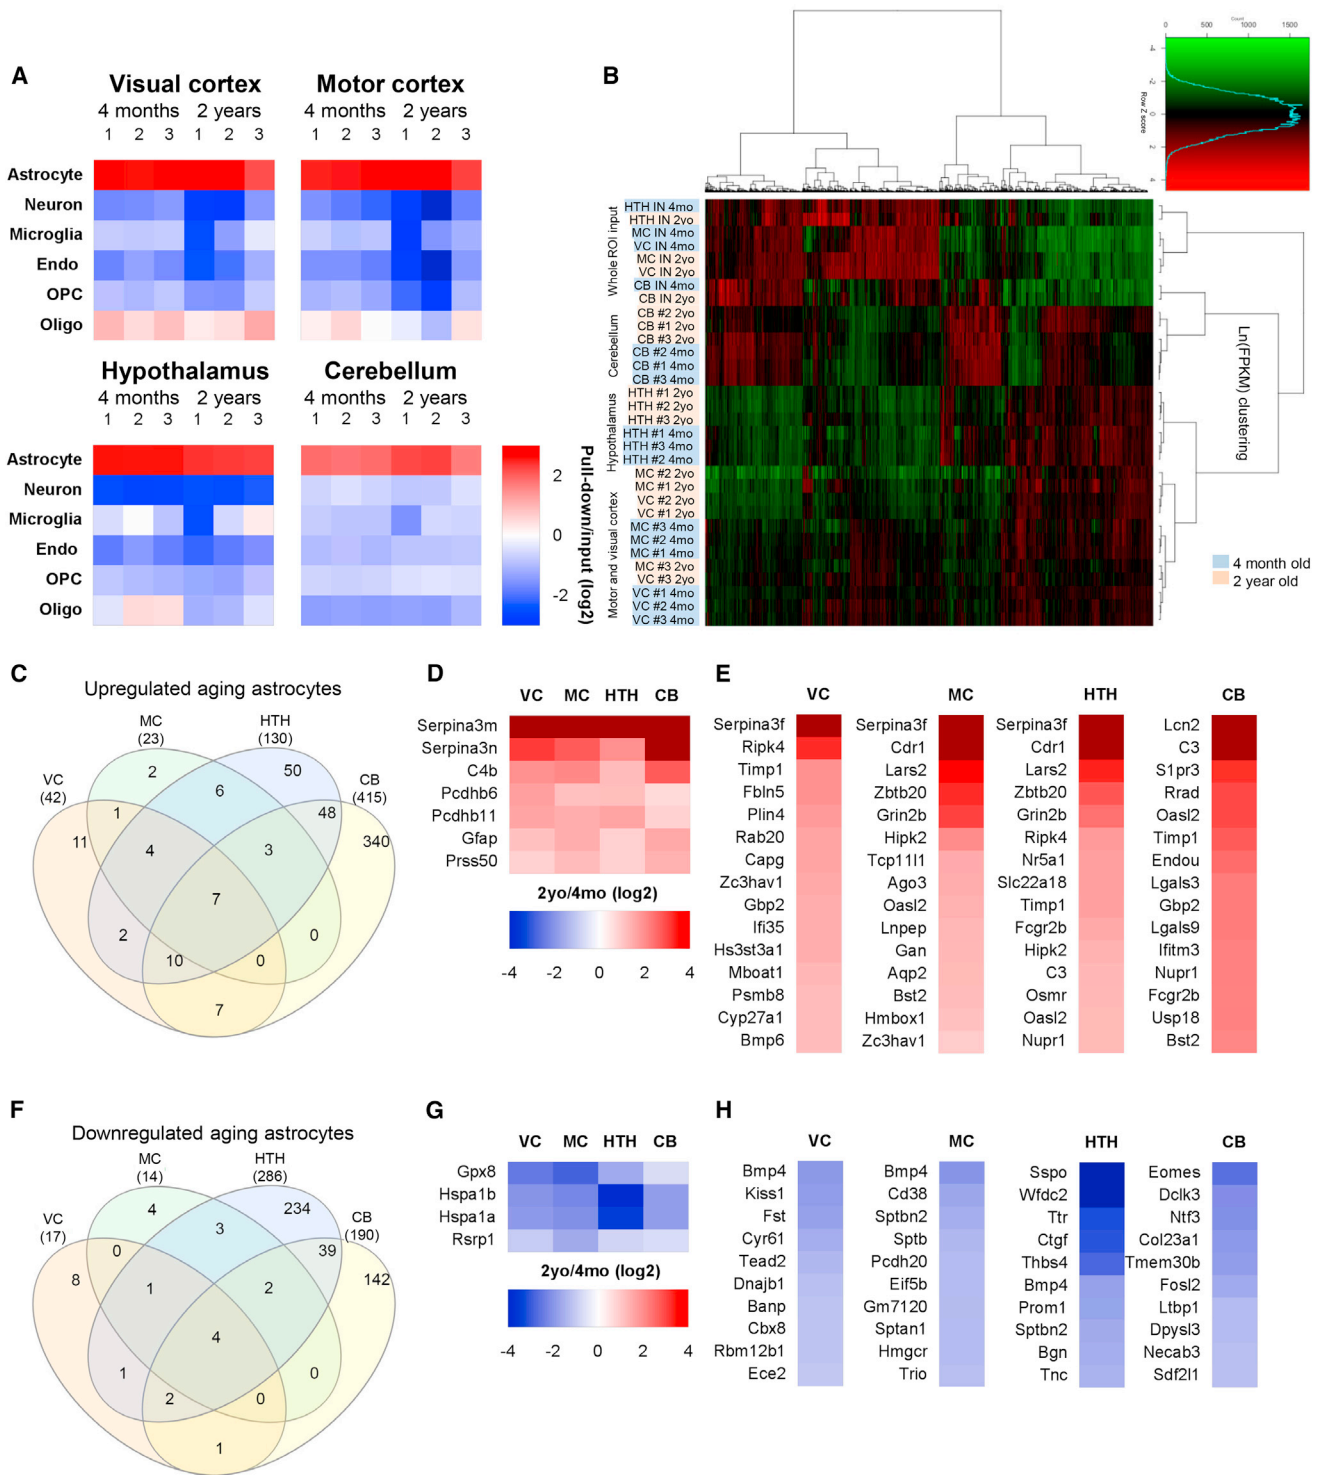 A
Visual cortex
4 months 2 years
1 2 3 1 2 3
Motor cortex
4 months 2 years
1 2 3 1 2 3
Astrocyte
Neuron
Microglia
Endo
OPC
Oligo
Hypothalamus
4 months 2 years
1 2 3 1 2 3
Cerebellum
4 months 2 years
1 2 3 1 2 3
Astrocyte
Neuron
Microglia
Endo
OPC
Oligo
2
0
-2
Pull-down/input (log2)
B
Count
0 500 1000 1500
Row Z score
-4
-2
0
2
4
Whole ROI input
HTH IN 4mo
HTH IN 2yo
MC IN 4mo
VC IN 4mo
MC IN 2yo
VC IN 2yo
CB IN 4mo
CB IN 2yo
Cerebellum
CB #2 2yo
CB #1 2yo
CB #3 2yo
CB #2 4mo
CB #1 4mo
CB #3 4mo
Hypothalamus
HTH #1 2yo
HTH #2 2yo
HTH #3 2yo
HTH #1 4mo
HTH #3 4mo
HTH #2 4mo
Motor and visual cortex
MC #2 2yo
MC #1 2yo
VC #2 2yo
VC #1 2yo
MC #3 4mo
MC #2 4mo
MC #1 4mo
MC #3 2yo
VC #3 2yo
VC #1 4mo
VC #2 4mo
VC #3 4mo
Ln(FPKM) clustering
4 month old
2 year old
C
Upregulated aging astrocytes
VC
(42)
MC
(23)
HTH
(130)
CB
(415)
2
50
6
1
48
11
340
4
3
7
2
0
10
0
7
D
VC MC HTH CB
Serpina3m
Serpina3n
C4b
Pcdhb6
Pcdhb11
Gfap
Prss50
2yo/4mo (log2)
-4 -2 0 2 4
E
VC
Serpina3f
Ripk4
Timp1
Fbln5
Plin4
Rab20
Capg
Zc3hav1
Gbp2
Ifi35
Hs3st3a1
Mboat1
Psmb8
Cyp27a1
Bmp6
MC
Serpina3f
Cdr1
Lars2
Zbtb20
Grin2b
Hipk2
Tcp11l1
Ago3
Oasl2
Lnpep
Gan
Aqp2
Bst2
Hmbox1
Zc3hav1
HTH
Serpina3f
Cdr1
Lars2
Zbtb20
Grin2b
Ripk4
Nr5a1
Slc22a18
Timp1
Fcgr2b
Hipk2
C3
Osmr
Oasl2
Nupr1
CB
Lcn2
C3
S1pr3
Rrad
Oasl2
Timp1
Endou
Lgals3
Gbp2
Lgals9
Ifitm3
Nupr1
Fcgr2b
Usp18
Bst2
F
Downregulated aging astrocytes
VC
(17)
MC
(14)
HTH
(286)
CB
(190)
4
234
3
0
39
8
142
1
2
4
1
0
2
0
1
G
VC MC HTH CB
Gpx8
Hspa1b
Hspa1a
Rsrp1
2yo/4mo (log2)
-4 -2 0 2 4
H
VC
Bmp4
Kiss1
Fst
Cyr61
Tead2
Dnajb1
Banp
Cbx8
Rbm12b1
Ece2
MC
Bmp4
Cd38
Sptbn2
Sptb
Pcdh20
Eif5b
Gm7120
Sptan1
Hmgcr
Trio
HTH
Sspo
Wfdc2
Ttr
Ctgf
Thbs4
Bmp4
Prom1
Sptbn2
Bgn
Tnc
CB
Eomes
Dclk3
Ntf3
Col23a1
Tmem30b
Fosl2
Ltbp1
Dpysl3
Necab3
Sdf2l1